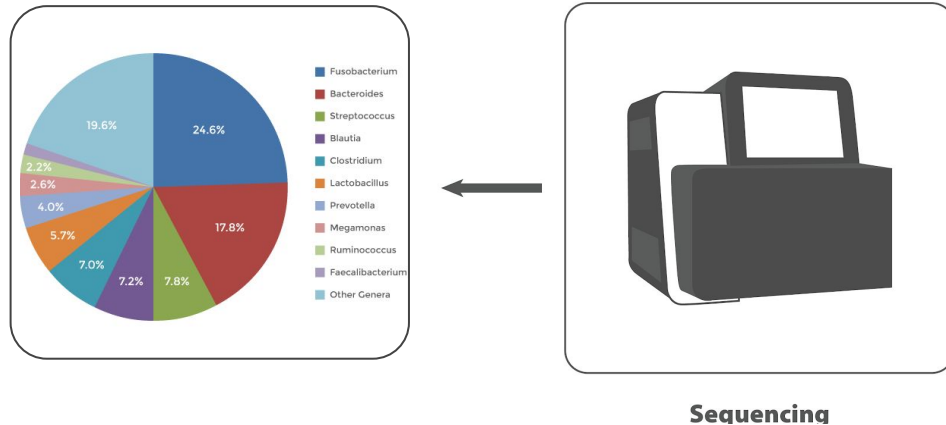 24.6%
17.8%
7.8%
7.2%
7.0%
5.7%
4.0%
2.6%
2.2%
19.6%
Fusobacterium
Bacteroides
Streptococcus
Blautia
Clostridium
Lactobacillus
Prevotella
Megamonas
Ruminococcus
Faecalibacterium
Other Genera
Sequencing